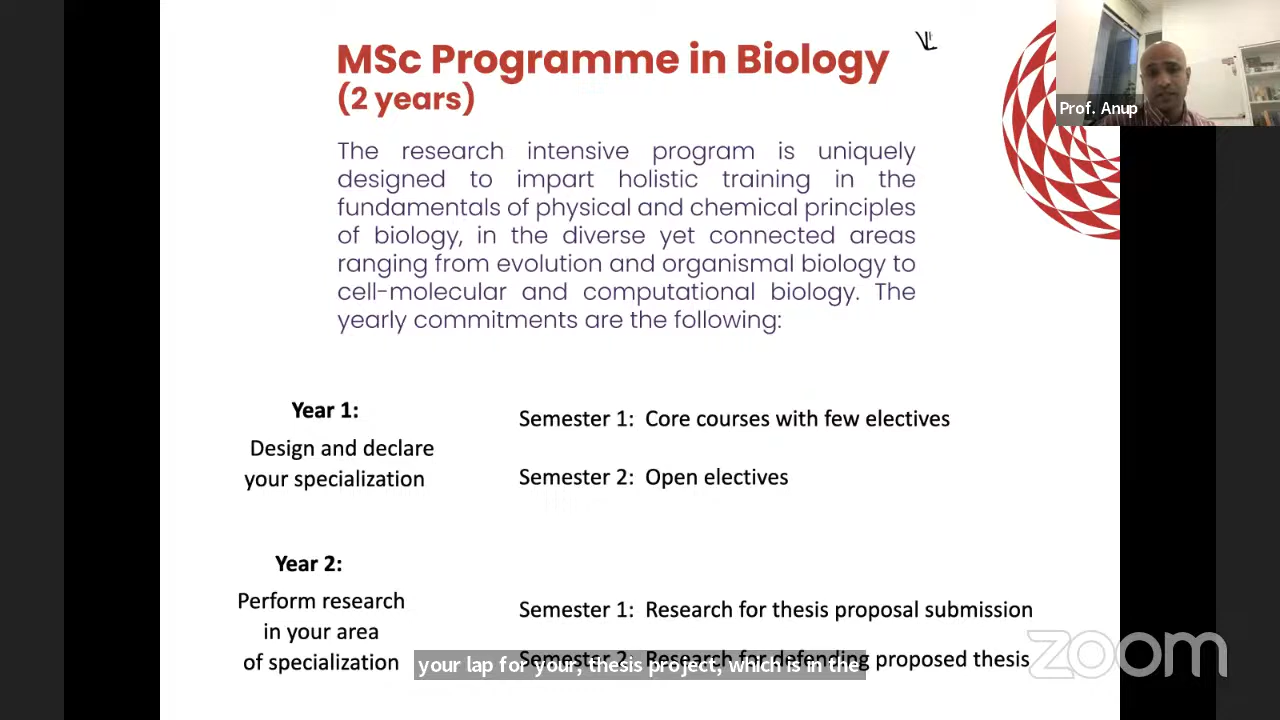 MSc Programme in Biology
(2 years)
Prof. Anup
The research intensive program is uniquely
designed to impart holistic training in the
fundamentals of physical and chemical principles
of biology, in the diverse yet connected areas
ranging from evolution and organismal biology to
cell-molecular and computational biology. The
yearly commitments are the following:
Year 1:
Design and declare
your specialization
Semester 1: Core courses with few electives
Semester 2: Open electives
Year 2:
Perform research
in your area
of specialization
Semester 1: Research for thesis proposal submission
Semester 2: Research for defending proposed thesis
your lap for your, thesis project, which is in the
zoom